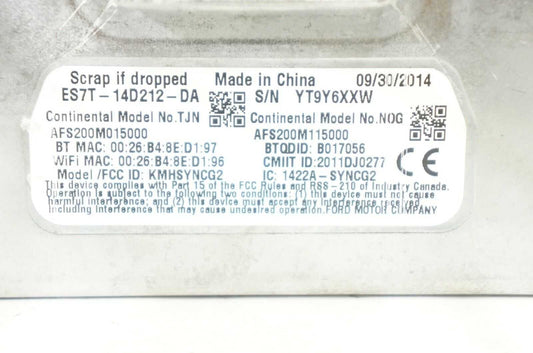 Scrap if dropped Made in China 09/30/2014
ES7T-14D212-DA S/N YT9Y6XXW
Continental Model No.TJN Continental Model No.NOG
AFS200M015000 AFS200M115000
BT MAC: 00:26:B4:8E:D1:97 BTQDID: B017056
WiFi MAC: 00:26:B4:8E:D1:96 CMIIT ID: 2011DJ0277
Model /FCC ID: KMHSYNCG2 IC: 1422A-SYNCG2
CE
This device complies with Part 15 of the FCC Rules and RSS-210 of Industry Canada.
Operation is subject to the following two conditions: (1) this device must not cause
harmful interference; and (2) this device must accept any interference received,
including interference that may cause undesired operation. FORD MOTOR COMPANY